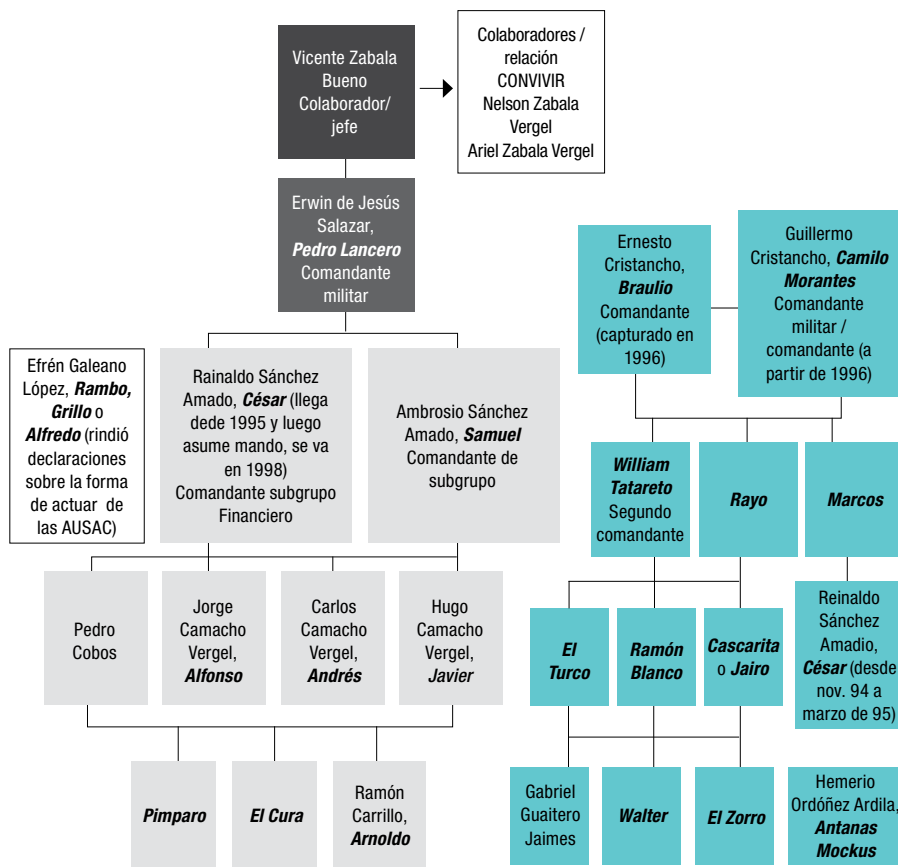 Vicente Zabala
Bueno
Colaborador/
jefe
Colaboradores /
relación
CONVIVIR
Nelson Zabala
Vergel
Ariel Zabala Vergel
Erwin de Jesús
Salazar,
Pedro Lancero
Comandante
militar
Ernesto
Cristancho,
Braulio
Comandante
(capturado en
1996)
Guillermo
Cristancho, Camilo
Morantes
Comandante
militar /
comandante (a
partir de 1996)
Efrén Galeano
López, Rambo,
Grillo o
Alfredo (rindió
declaraciones
sobre la forma
de actuar de
las AUSAC)
Rainaldo Sánchez
Amado, César (llega
dede 1995 y luego
asume mando, se va
en 1998)
Comandante subgrupo
Financiero
Ambrosio Sánchez
Amado, Samuel
Comandante de
subgrupo
William
Tatareto
Segundo
comandante
Rayo
Marcos
Pedro
Cobos
Jorge
Camacho
Vergel,
Alfonso
Carlos
Camacho
Vergel,
Andrés
Hugo
Camacho
Vergel,
Javier
El
Turco
Ramón
Blanco
Cascarita
o Jairo
Reinaldo
Sánchez
Amadio,
César (desde
nov. 94 a
marzo de 95)
Pimparo
El Cura
Ramón
Carrillo,
Arnoldo
Gabriel
Guaitero
Jaimes
Walter
El Zorro
Hemerio
Ordóñez Ardila,
Antanas
Mockus